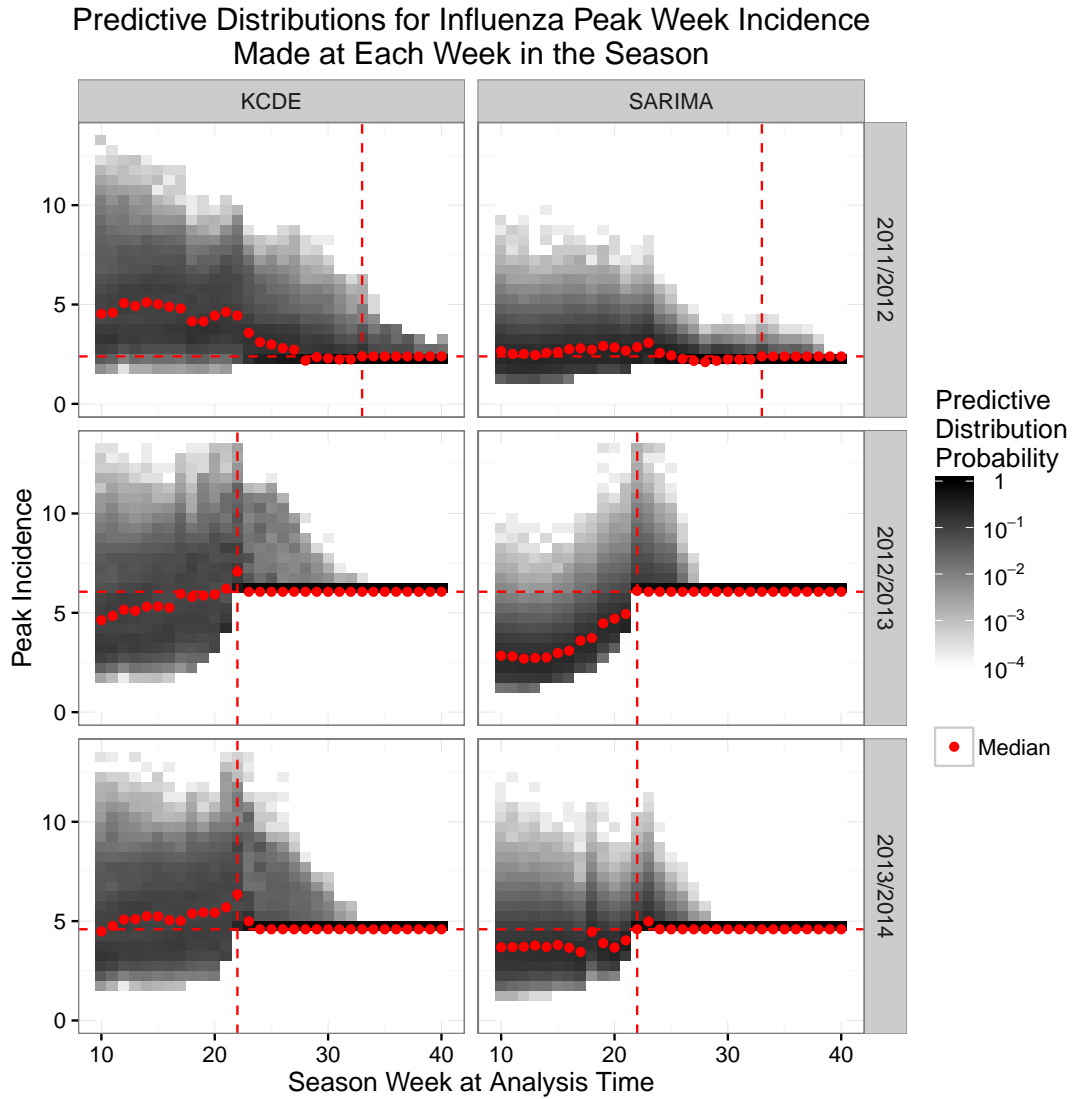 Predictive Distributions for Influenza Peak Week Incidence
Made at Each Week in the Season
KCDE
SARIMA
10
5
0
2011/2012
10
5
0
2012/2013
10
5
0
2013/2014
10
20
30
40
10
20
30
40
Peak Incidence
Season Week at Analysis Time
Predictive
Distribution
Probability
1
10⁻¹
10⁻²
10⁻³
10⁻⁴
Median